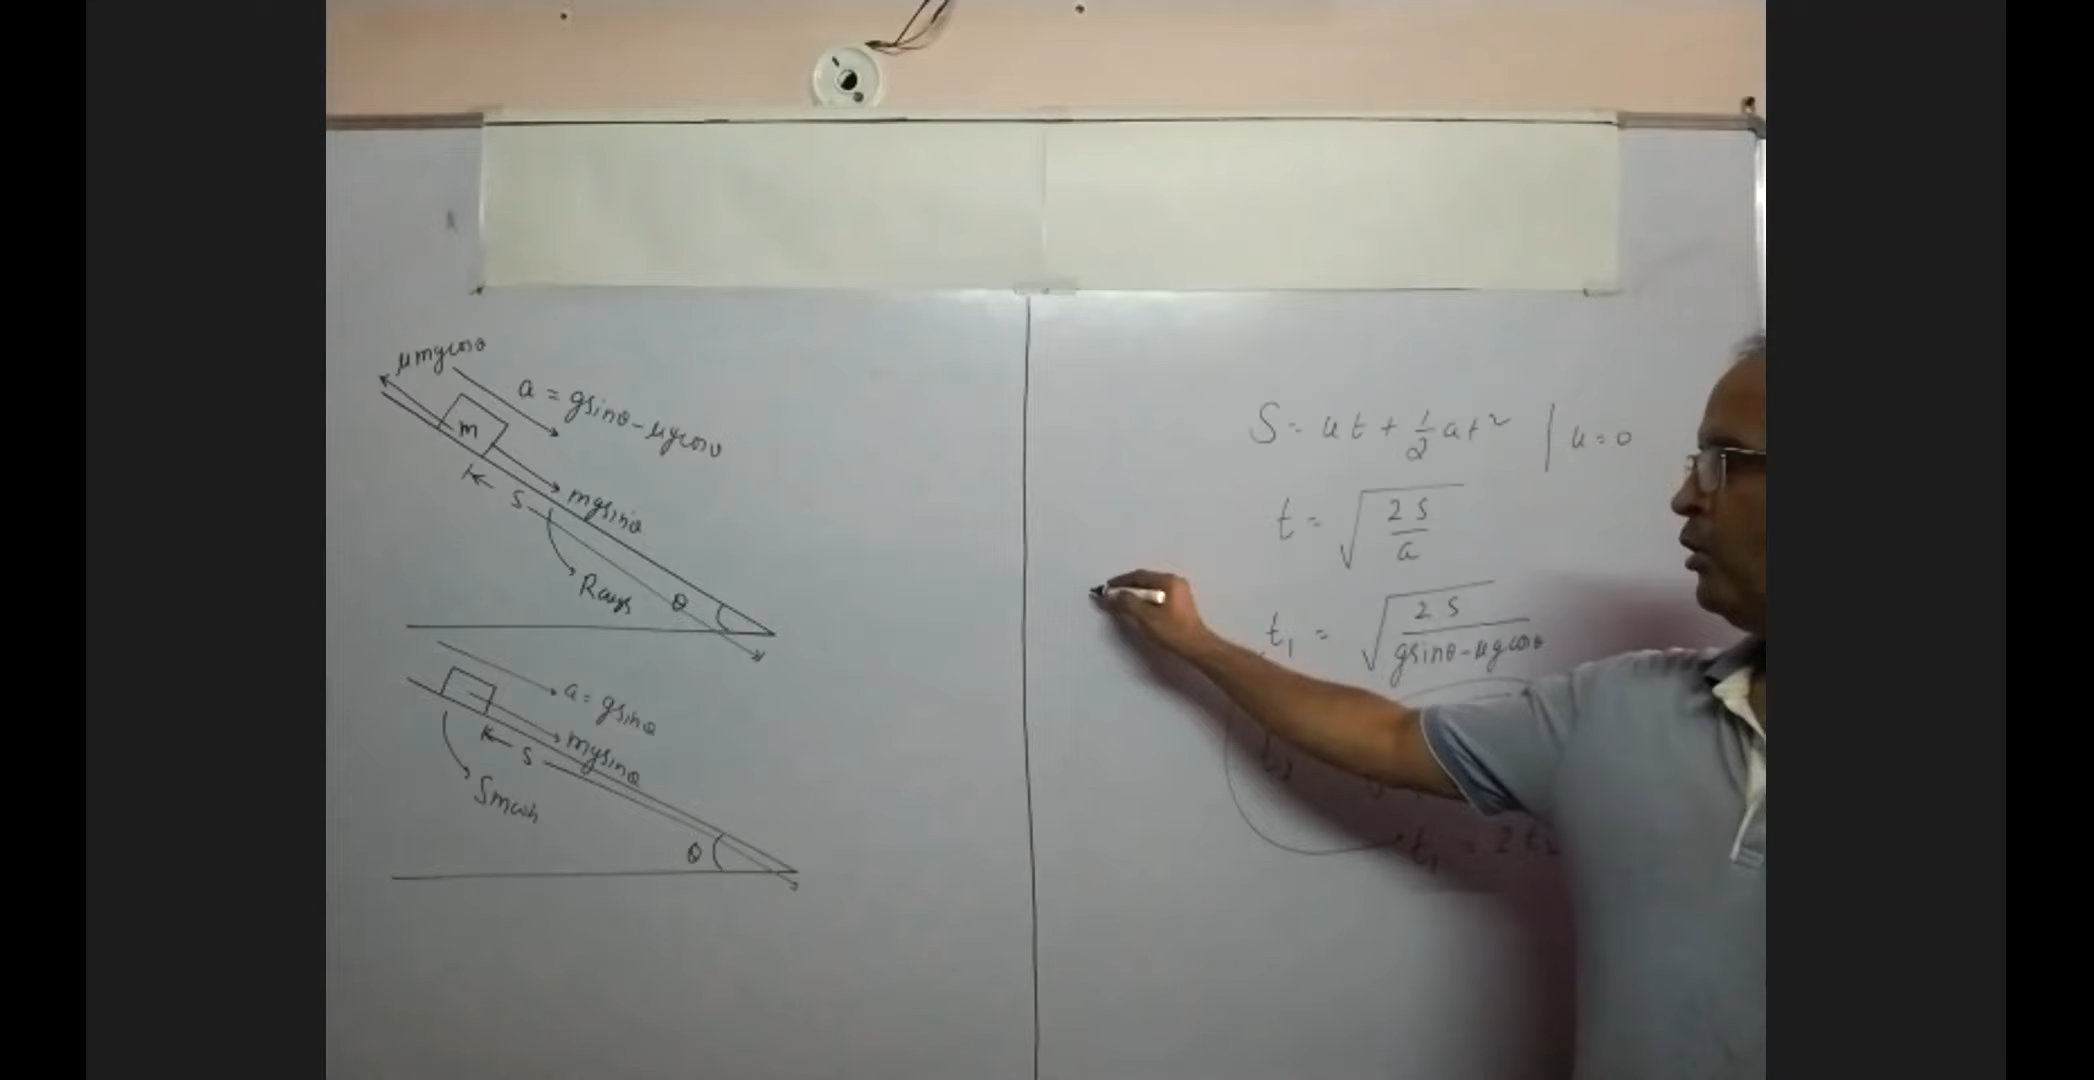 μmgcosθ
a = gsinθ - μgcosθ
m
mgsinθ
s
Rough
θ
a = gsinθ
mgsinθ
s
Smooth
θ
S = ut + 1/2 at² | u = 0
t = √(2s/a)
t₁ = √(2s/(gsinθ - μgcosθ))
t₁ = 2t₂